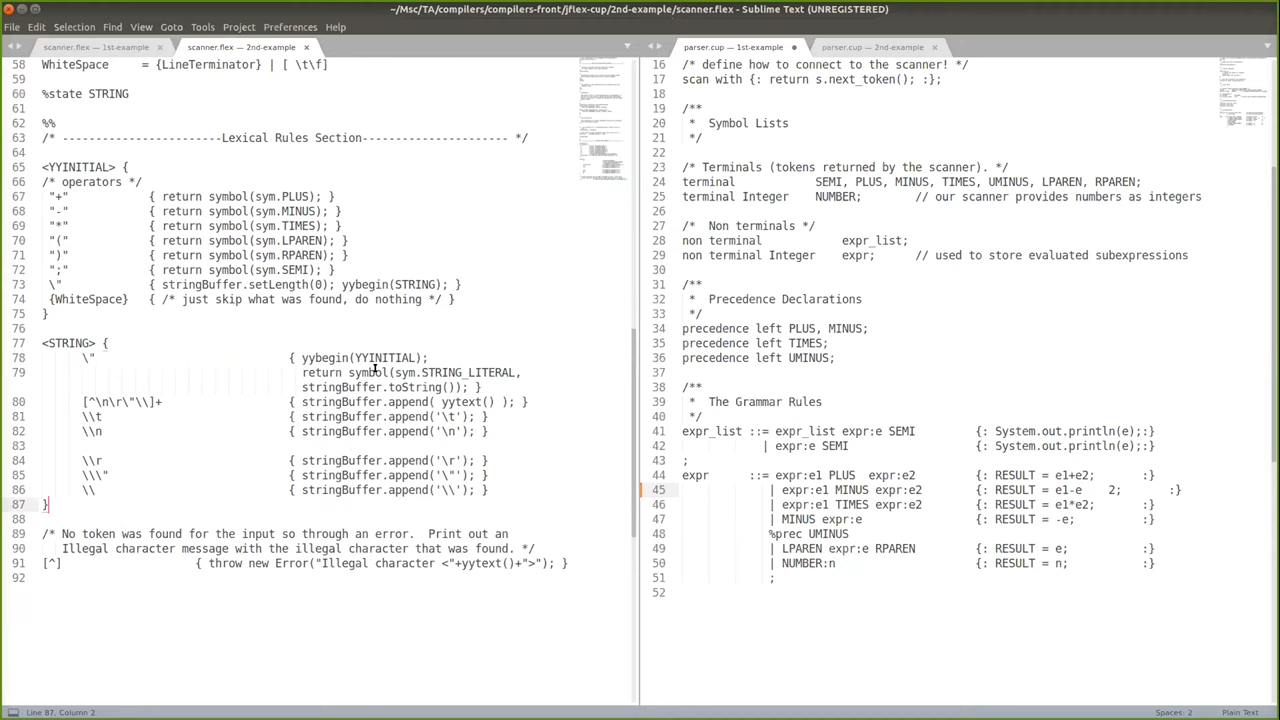 ~/Msc/TA/compilers/compilers-front/jflex-cup/2nd-example/scanner.flex - Sublime Text (UNREGISTERED)
File Edit Selection Find View Goto Tools Project Preferences Help
scanner.flex — 1st-example × scanner.flex — 2nd-example ×
58 WhiteSpace = {LineTerminator} | [ \t\f]
59
60 %state STRING
61
62
63 /* -------------------------Lexical Rules
64
65 <YYINITIAL> {
66 /* operators */
67 "+" { return symbol(sym.PLUS); }
68 "-" { return symbol(sym.MINUS); }
69 "*" { return symbol(sym.TIMES); }
70 "(" { return symbol(sym.LPAREN); }
71 ")" { return symbol(sym.RPAREN); }
72 ";" { return symbol(sym.SEMI); }
73 \" { stringBuffer.setLength(0); yybegin(STRING); }
74 {WhiteSpace} { /* just skip what was found, do nothing */ }
75 }
76
77 <STRING> {
78 \" { yybegin(YYINITIAL);
79 return symbol(sym.STRING_LITERAL,
stringBuffer.toString()); }
80 [^\n\r\"\\]+ { stringBuffer.append( yytext() ); }
81 \\t { stringBuffer.append('\t'); }
82 \\n { stringBuffer.append('\n'); }
83
84 \\r { stringBuffer.append('\r'); }
85 \\\" { stringBuffer.append('\"'); }
86 \\ { stringBuffer.append('\\'); }
87 }
88
89 /* No token was found for the input so through an error. Print out an
90 Illegal character message with the illegal character that was found. */
91 [^] { throw new Error("Illegal character <"+yytext()+">"); }
92
parser.cup — 1st-example parser.cup — 2nd-example ×
16 /* define how to connect to the scanner! */
17 scan with {: return s.next_token(); :};
18
19 /**
20 * Symbol Lists
21 */
22
23 /* Terminals (tokens returned by the scanner). */
24 terminal SEMI, PLUS, MINUS, TIMES, UMINUS, LPAREN, RPAREN;
25 terminal Integer NUMBER; // our scanner provides numbers as integers
26
27 /* Non terminals */
28 non terminal expr_list;
29 non terminal Integer expr; // used to store evaluated subexpressions
30
31 /**
32 * Precedence Declarations
33 */
34 precedence left PLUS, MINUS;
35 precedence left TIMES;
36 precedence left UMINUS;
37
38 /**
39 * The Grammar Rules
40 */
41 expr_list ::= expr_list expr:e SEMI {: System.out.println(e);:}
42 | expr:e SEMI {: System.out.println(e);:}
43 ;
44 expr ::= expr:e1 PLUS expr:e2 {: RESULT = e1+e2; :}
45 | expr:e1 MINUS expr:e2 {: RESULT = e1-e 2; :}
46 | expr:e1 TIMES expr:e2 {: RESULT = e1*e2; :}
47 | MINUS expr:e {: RESULT = -e; :}
48 %prec UMINUS
49 | LPAREN expr:e RPAREN {: RESULT = e; :}
50 | NUMBER:n {: RESULT = n; :}
51 ;
52
Line 87, Column 2
Spaces: 2 Plain Text